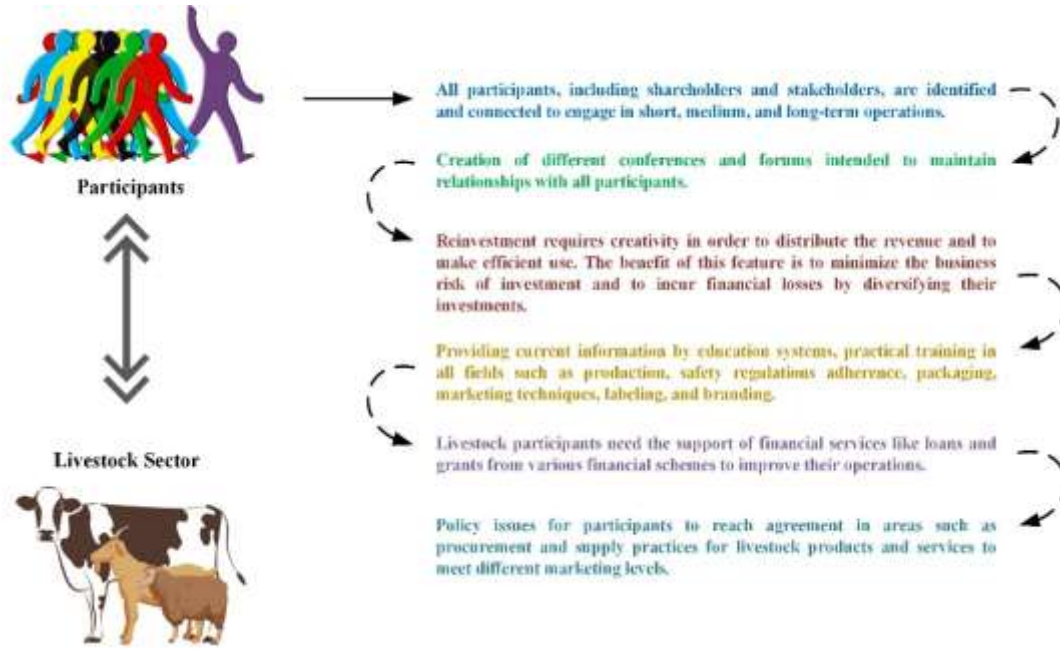 All participants, including shareholders and stakeholders, are identified
and connected to engage in short, medium, and long-term operations.
Creation of different conferences and forums intended to maintain
relationships with all participants.
Participants
Reinvestment requires creativity in order to distribute the revenue and to
make efficient use. The benefit of this feature is to minimize the business
risk of investment and to incur financial losses by diversifying their
investments.
Providing current information by education systems, practical training in
all fields such as production, safety regulations adherence, packaging,
marketing techniques, labeling, and branding.
Livestock participants need the support of financial services like loans and
grants from various financial schemes to improve their operations.
Livestock Sector
Policy issues for participants to reach agreement in areas such as
procurement and supply practices for livestock products and services to
meet different marketing levels.